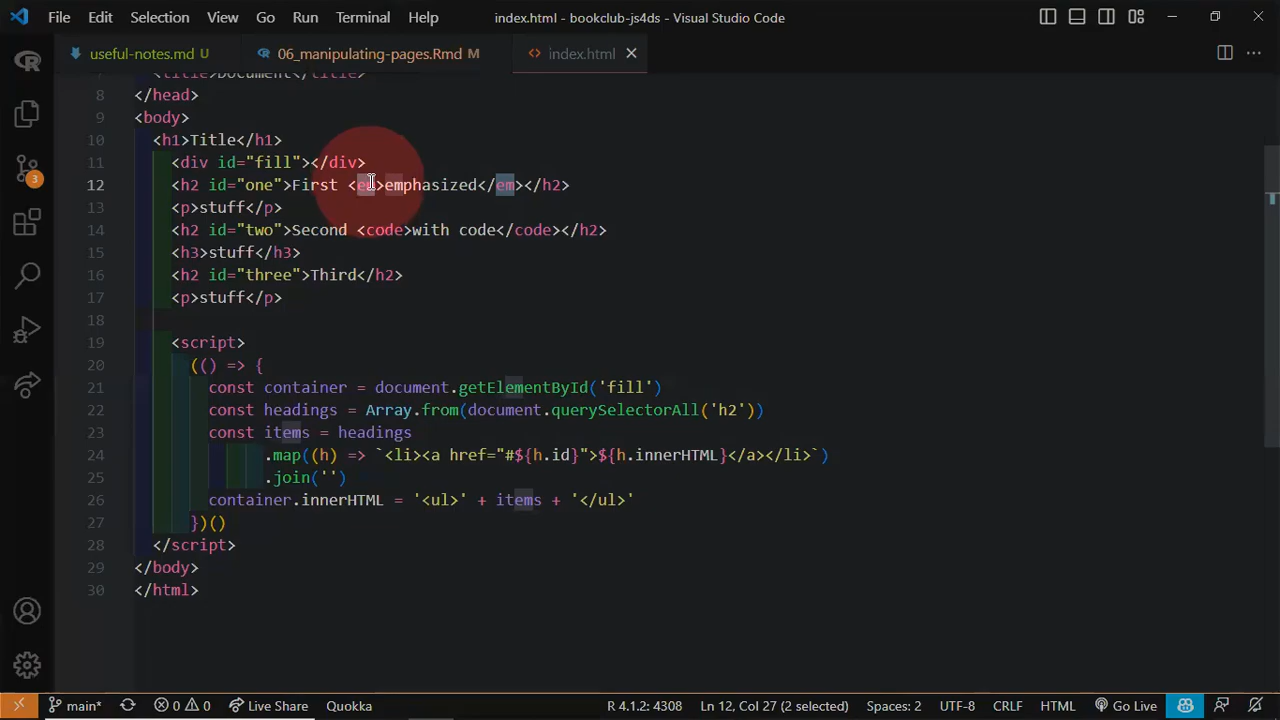 File Edit Selection View Go Run Terminal Help index.html - bookclub-js4ds - Visual Studio Code
useful-notes.md U 06_manipulating-pages.Rmd M index.html
7 <title>Document</title>
8 </head>
9 <body>
10 <h1>Title</h1>
11 <div id="fill"></div>
12 <h2 id="one">First <em>emphasized</em></h2>
13 <p>stuff</p>
14 <h2 id="two">Second <code>with code</code></h2>
15 <h3>stuff</h3>
16 <h2 id="three">Third</h2>
17 <p>stuff</p>
18
19 <script>
20 (() => {
21 const container = document.getElementById('fill')
22 const headings = Array.from(document.querySelectorAll('h2'))
23 const items = headings
24 .map((h) => `<li><a href="#${h.id}">${h.innerHTML}</a></li>`)
25 .join('')
26 container.innerHTML = '<ul>' + items + '</ul>'
27 })()
28 </script>
29 </body>
30 </html>
3
main* 0 0 Live Share Quokka R 4.1.2: 4308 Ln 12, Col 27 (2 selected) Spaces: 2 UTF-8 CRLF HTML Go Live